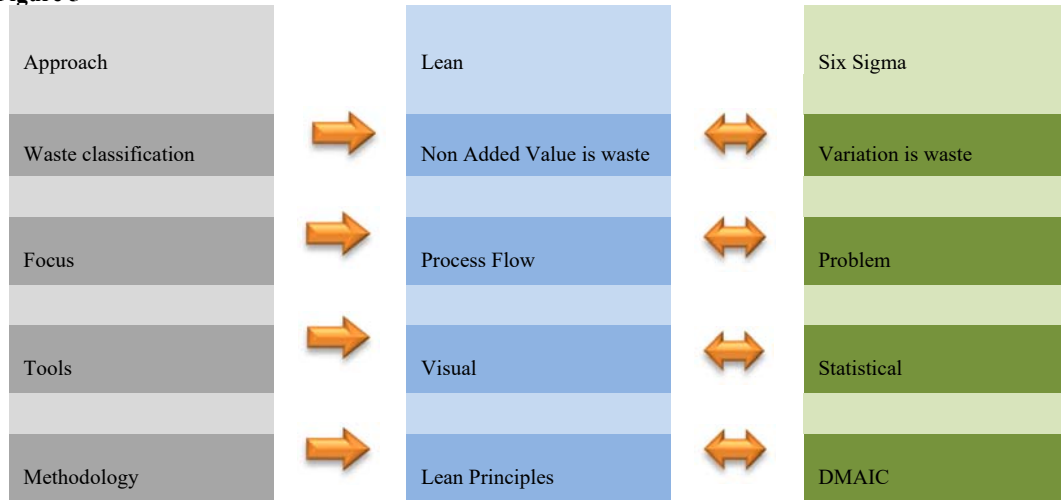 Approach Lean Six Sigma
Waste classification Non Added Value is waste Variation is waste
Focus Process Flow Problem
Tools Visual Statistical
Methodology Lean Principles DMAIC